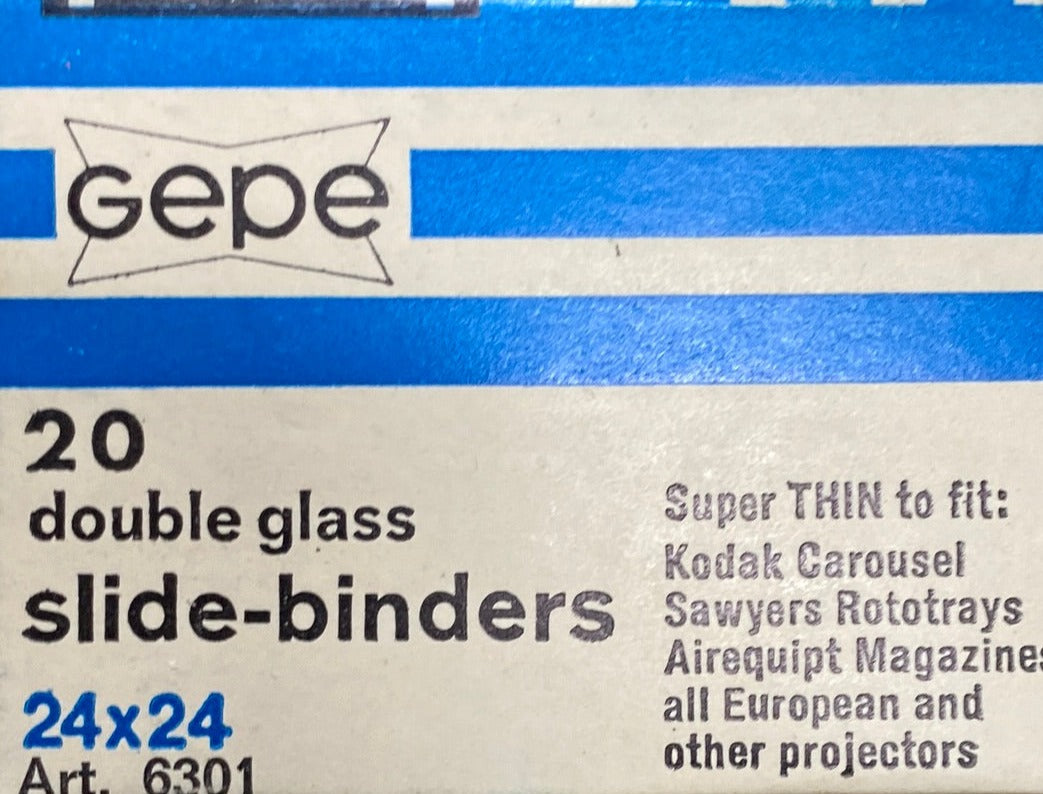 Gepe
20
double glass
slide-binders
24x24
Art. 6301
Super THIN to fit:
Kodak Carousel
Sawyers Rototrays
Airequipt Magazines
all European and
other projectors